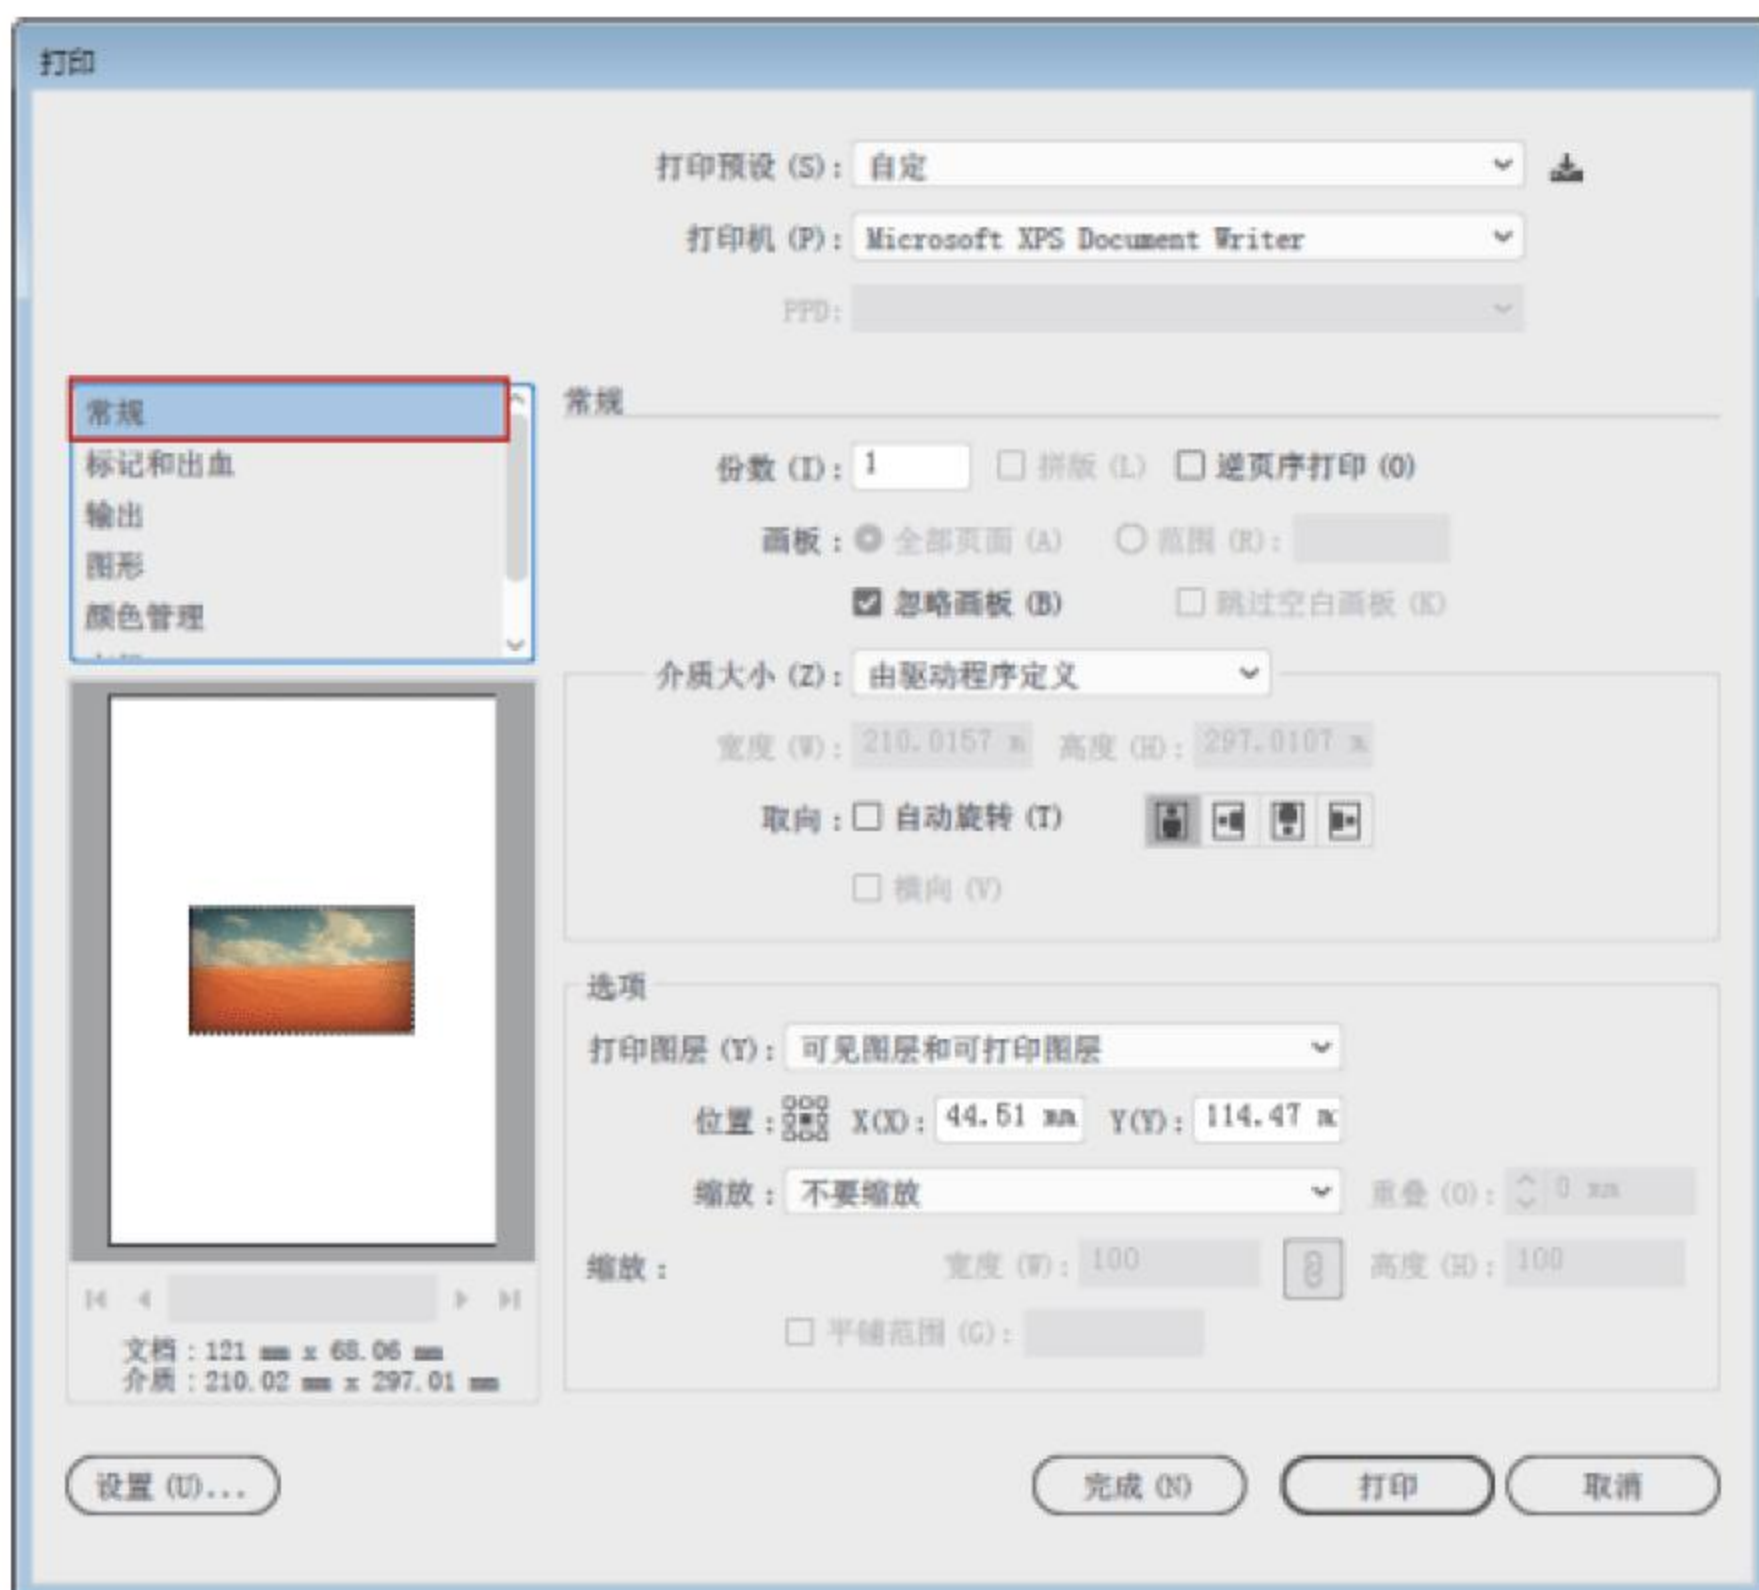 打印
打印预设 (S): 自定
打印机 (P): Microsoft XPS Document Writer
PPD:
常规
标记和出血
输出
图形
颜色管理
常规
份数 (I): 1 拼版 (L) 逆页序打印 (O)
画板: 全部页面 (A) 范围 (R):
忽略画板 (B) 跳过空白画板 (K)
介质大小 (Z): 由驱动程序定义
宽度 (W): 210.0157 m 高度 (H): 297.0107 m
取向: 自动旋转 (T)
横向 (V)
选项
打印图层 (Y): 可见图层和可打印图层
位置: X(X): 44.51 mm Y(Y): 114.47 m
缩放: 不要缩放 重叠 (O): 0 mm
缩放: 宽度 (W): 100 高度 (H): 100
平铺范围 (G):
文档:121 mm x 68.06 mm
介质:210.02 mm x 297.01 mm
设置 (U)... 完成 (N) 打印 取消